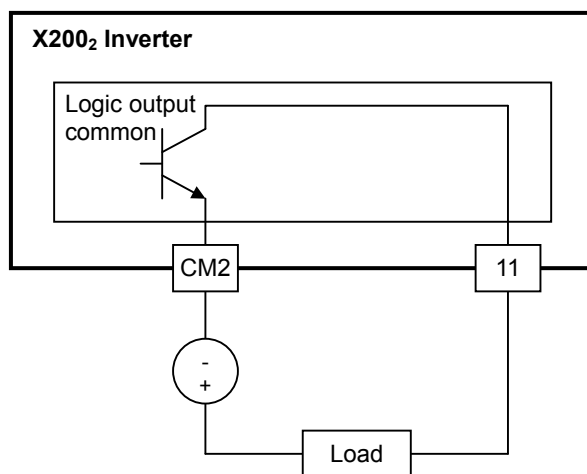 X200₂ Inverter
Logic output
common
CM2
11
-
+
Load